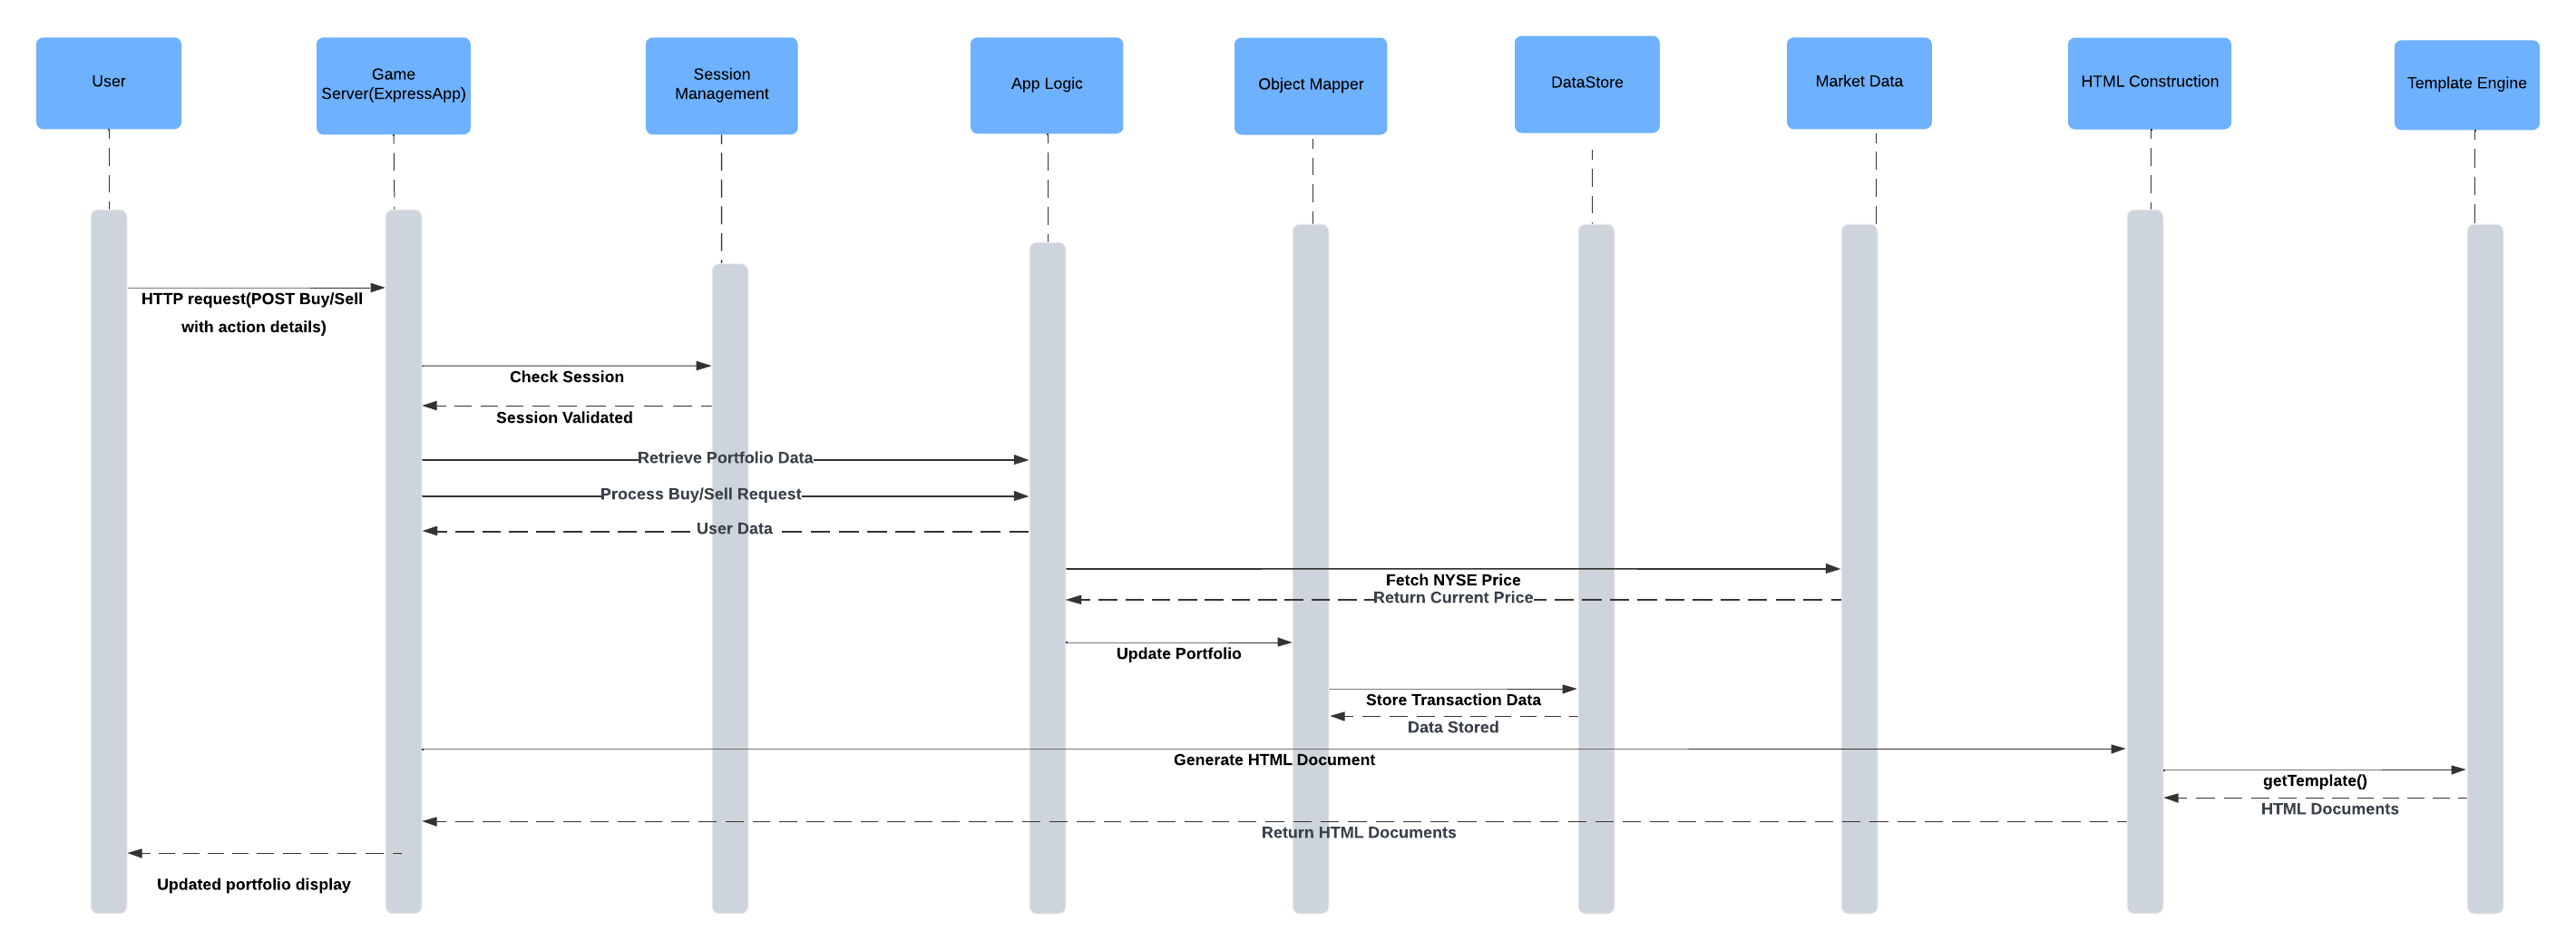 User
Game
Server(ExpressApp)
Session
Management
App Logic
Object Mapper
DataStore
Market Data
HTML Construction
Template Engine
HTTP request(POST Buy/Sell
with action details)
Check Session
Session Validated
Retrieve Portfolio Data
Process Buy/Sell Request
User Data
Fetch NYSE Price
Return Current Price
Update Portfolio
Store Transaction Data
Data Stored
Generate HTML Document
getTemplate()
HTML Documents
Return HTML Documents
Updated portfolio display